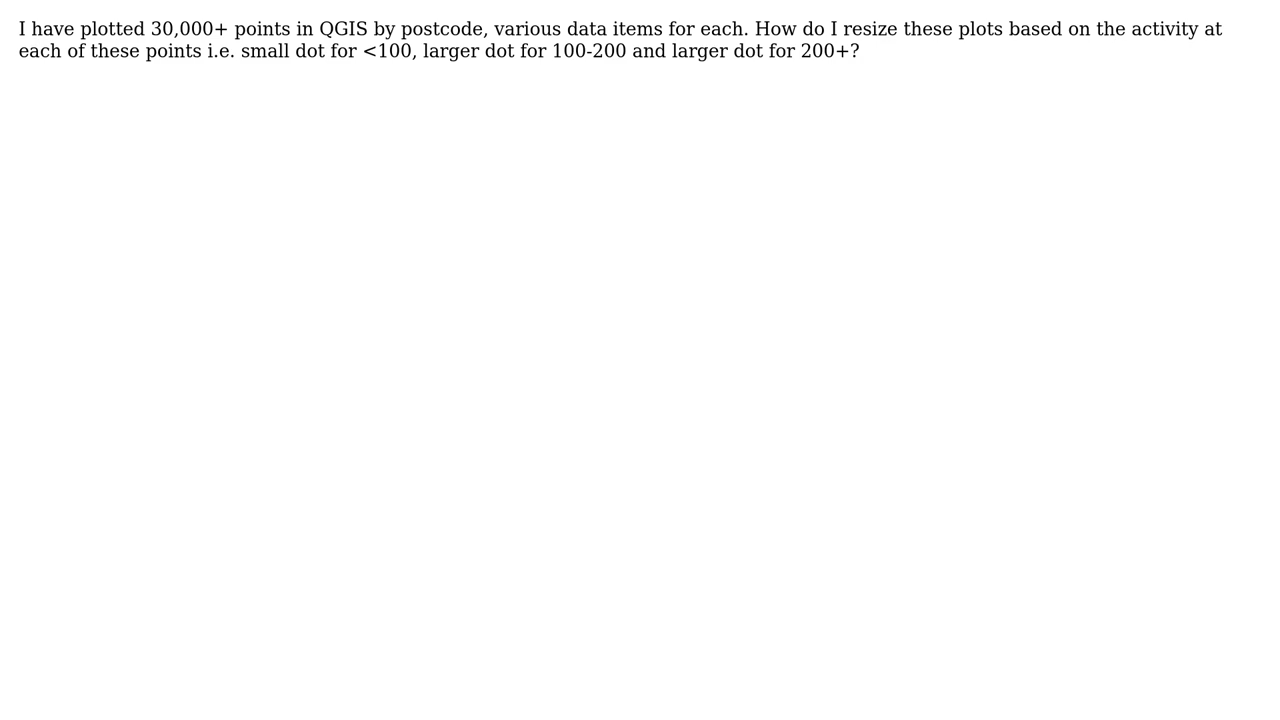 I have plotted 30,000+ points in QGIS by postcode, various data items for each. How do I resize these plots based on the activity at
each of these points i.e. small dot for <100, larger dot for 100-200 and larger dot for 200+?